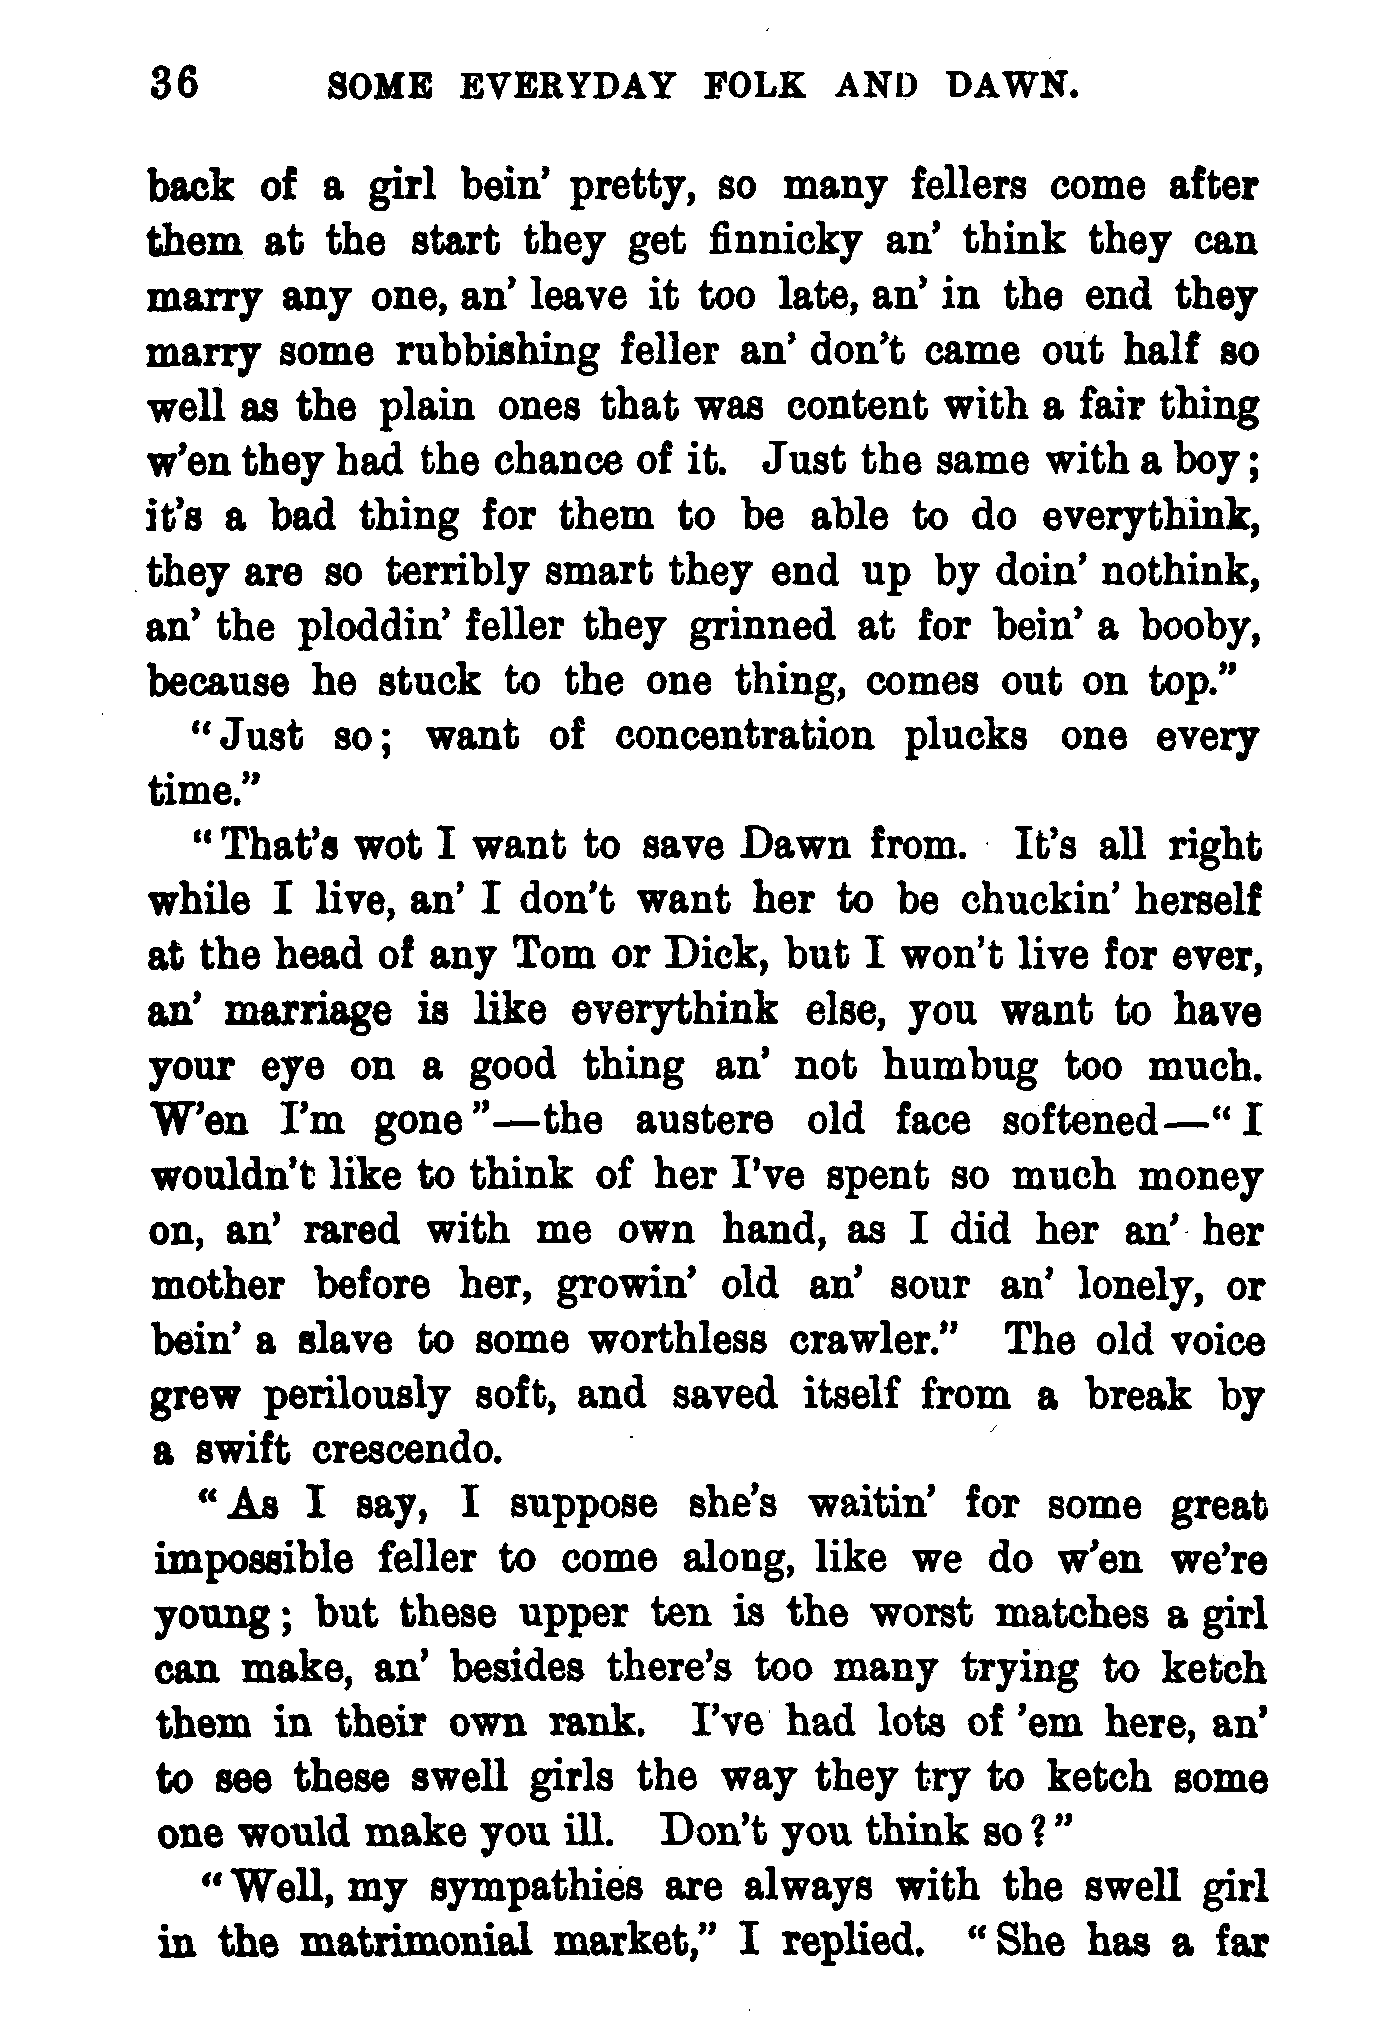 36 SOME EVERYDAY FOLK AND DAWN.
back of a girl bein' pretty, so many fellers come after
them at the start they get finnicky an' think they can
marry any one, an' leave it too late, an' in the end they
marry some rubbishing feller an' don't came out half so
well as the plain ones that was content with a fair thing
w'en they had the chance of it. Just the same with a boy;
it's a bad thing for them to be able to do everythink,
they are so terribly smart they end up by doin' nothink,
an' the ploddin' feller they grinned at for bein' a booby,
because he stuck to the one thing, comes out on top."
"Just so; want of concentration plucks one every
time."
"That's wot I want to save Dawn from. It's all right
while I live, an' I don't want her to be chuckin' herself
at the head of any Tom or Dick, but I won't live for ever,
an' marriage is like everythink else, you want to have
your eye on a good thing an' not humbug too much.
W'en I'm gone"—the austere old face softened—"I
wouldn't like to think of her I've spent so much money
on, an' rared with me own hand, as I did her an' her
mother before her, growin' old an' sour an' lonely, or
bein' a slave to some worthless crawler." The old voice
grew perilously soft, and saved itself from a break by
a swift crescendo.
"As I say, I suppose she's waitin' for some great
impossible feller to come along, like we do w'en we're
young; but these upper ten is the worst matches a girl
can make, an' besides there's too many trying to ketch
them in their own rank. I've had lots of 'em here, an'
to see these swell girls the way they try to ketch some
one would make you ill. Don't you think so?"
"Well, my sympathies are always with the swell girl
in the matrimonial market," I replied. "She has a far